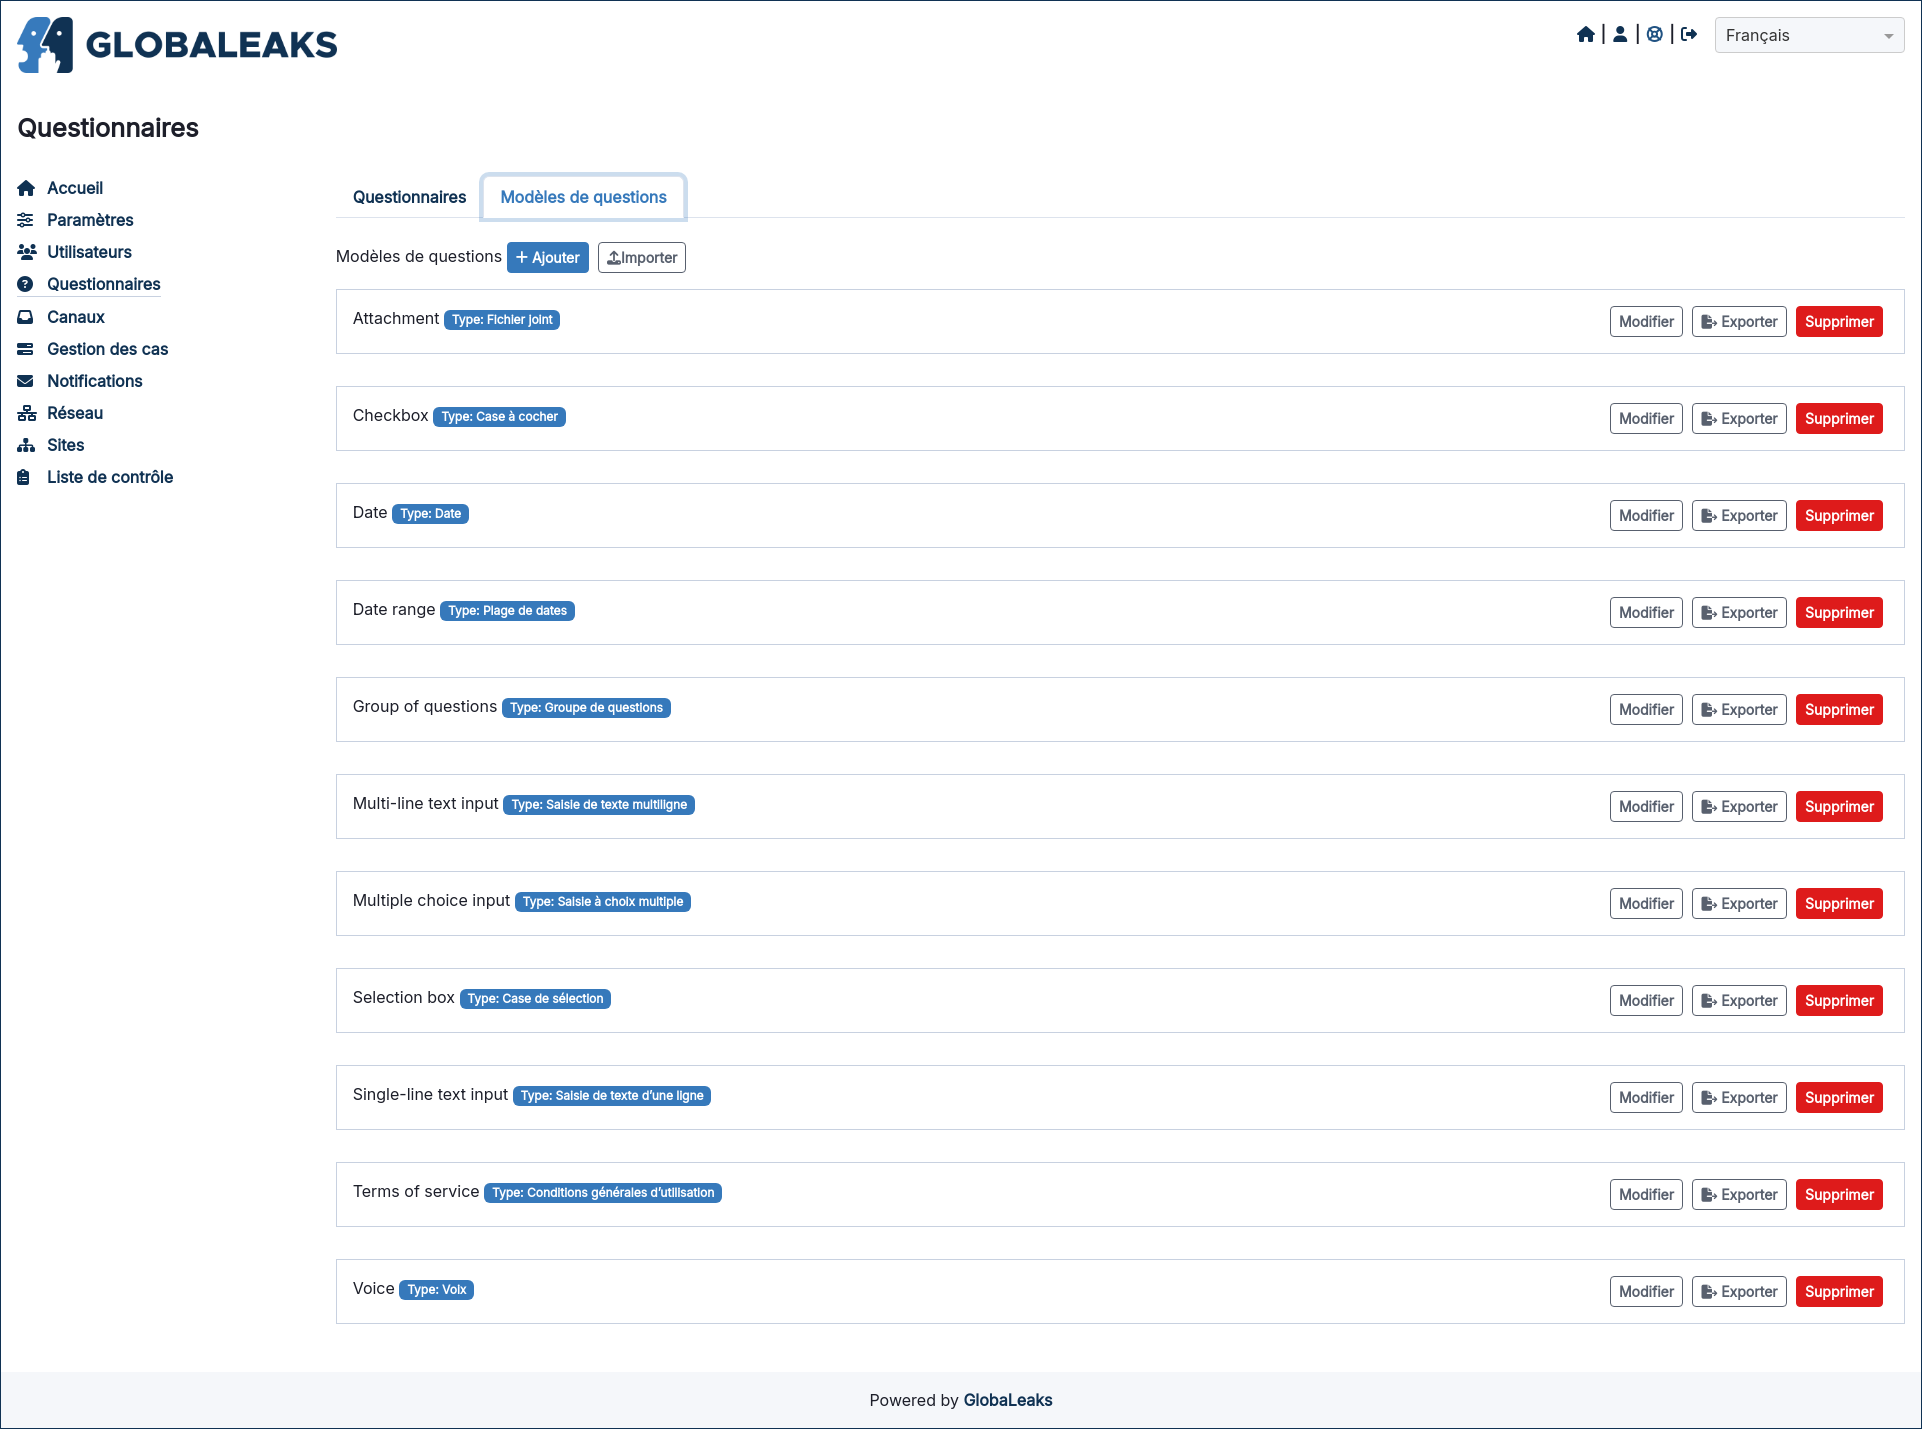 GLOBALEAKS
Français
Questionnaires
Accueil
Paramètres
Utilisateurs
Questionnaires
Canaux
Gestion des cas
Notifications
Réseau
Sites
Liste de contrôle
Questionnaires Modèles de questions
Modèles de questions Ajouter Importer
Attachment Type: Fichier joint Modifier Exporter Supprimer
Checkbox Type: Case à cocher Modifier Exporter Supprimer
Date Type: Date Modifier Exporter Supprimer
Date range Type: Plage de dates Modifier Exporter Supprimer
Group of questions Type: Groupe de questions Modifier Exporter Supprimer
Multi-line text input Type: Saisie de texte multiligne Modifier Exporter Supprimer
Multiple choice input Type: Saisie à choix multiple Modifier Exporter Supprimer
Selection box Type: Case de sélection Modifier Exporter Supprimer
Single-line text input Type: Saisie de texte d’une ligne Modifier Exporter Supprimer
Terms of service Type: Conditions générales d’utilisation Modifier Exporter Supprimer
Voice Type: Voix Modifier Exporter Supprimer
Powered by GlobaLeaks